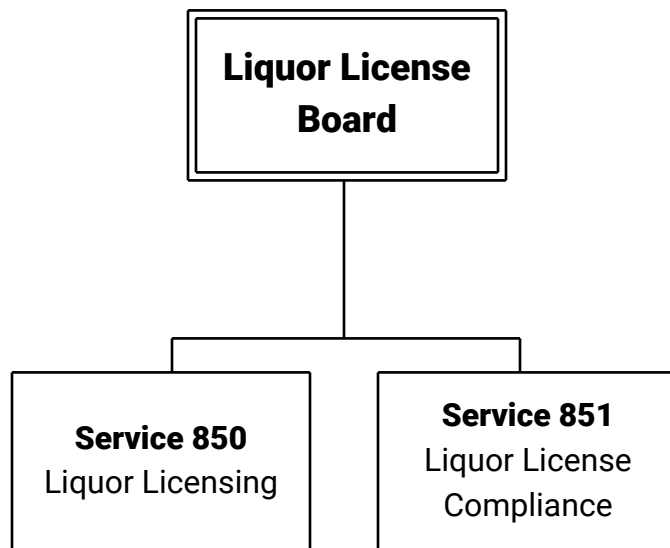 Liquor License
Board
Service 850
Liquor Licensing
Service 851
Liquor License
Compliance